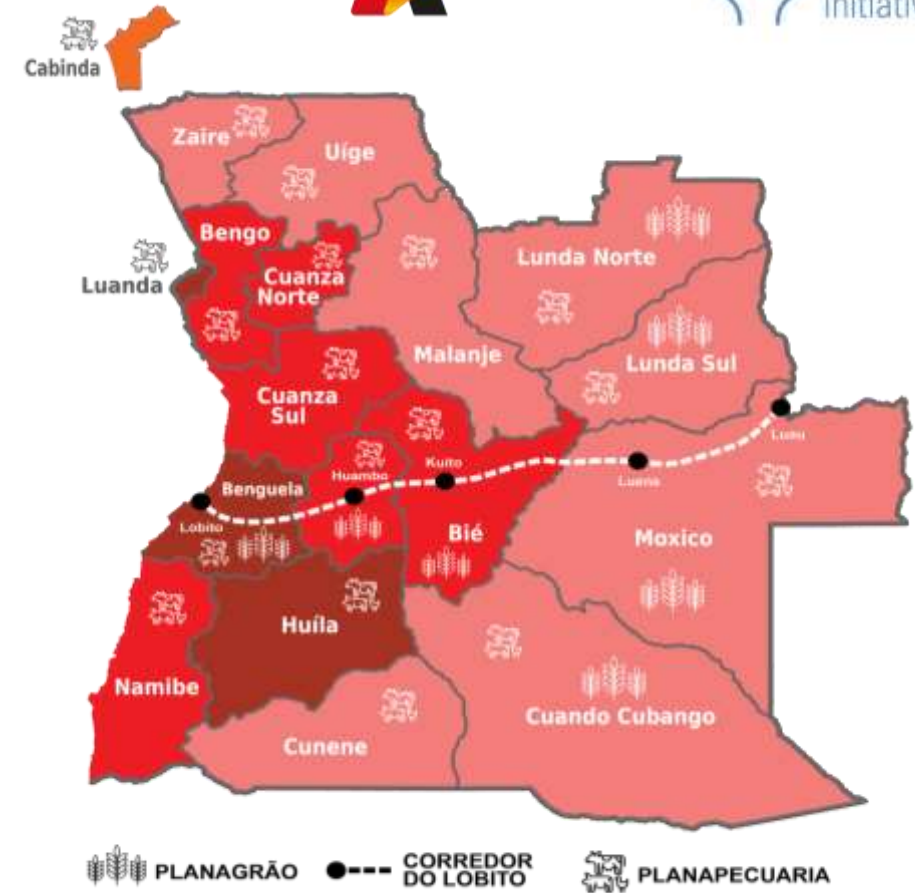 Initiativ
Cabinda
Zaire
Uíge
Bengo
Luanda
Cuanza
Norte
Lunda Norte
Malanje
Lunda Sul
Cuanza
Sul
Luau
Kuito
Huambo
Luena
Benguela
Lobito
Bié
Moxico
Huíla
Namibe
Cuando Cubango
Cunene
PLANAGRÃO
CORREDOR
DO LOBITO
PLANAPECUARIA